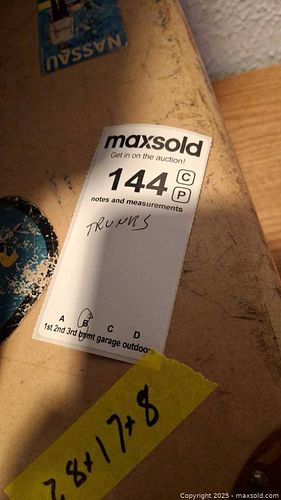 NASSAU
maxsold
Get in on the auction!
144 C
P
notes and measurements
TRUNKS
A B C D
1st 2nd 3rd bsmt garage outdoor
28+17+8
Copyright © 2025 - maxsold.com